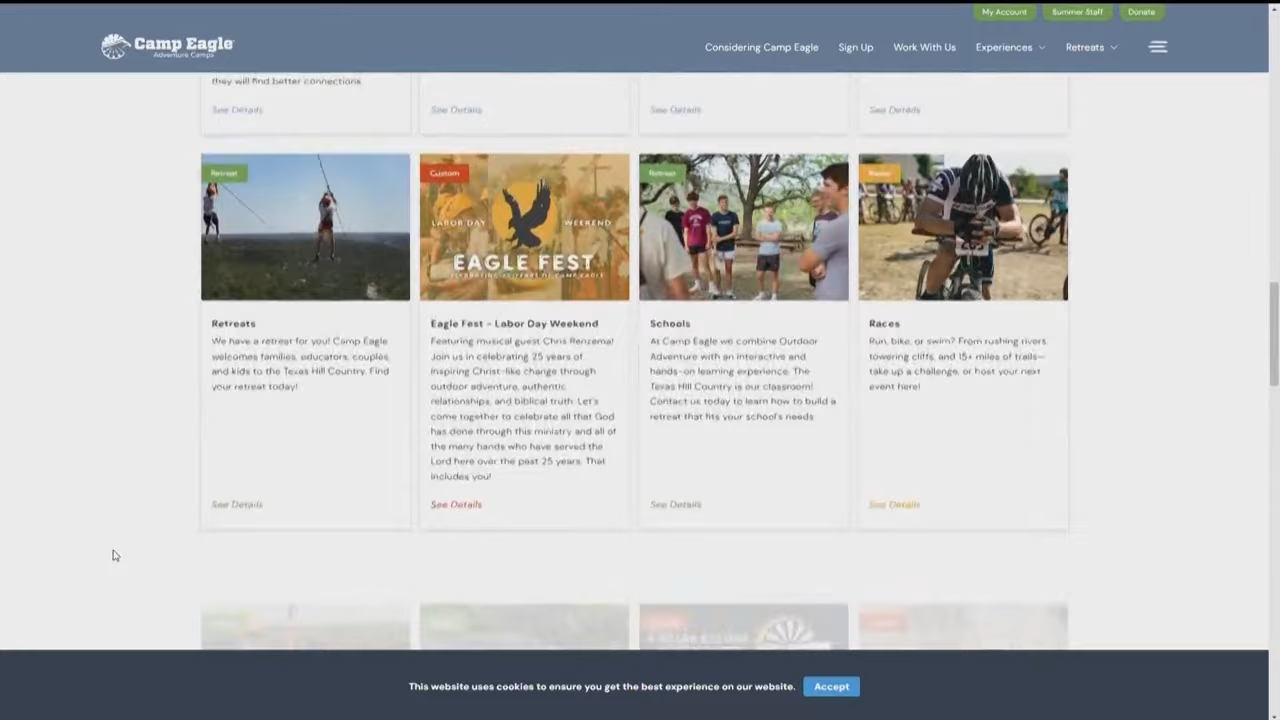 My Account Summer Staff Donate
Camp Eagle
Adventure Camps
Considering Camp Eagle Sign Up Work With Us Experiences Retreats
they will find better connections
See Details See Details See Details See Details
Retreat
Custom
LABOR DAY WEEKEND
EAGLE FEST
CELEBRATING 25 YEARS OF CAMP EAGLE
Retreat
Races
Retreats
We have a retreat for you! Camp Eagle
welcomes families, educators, couples,
and kids to the Texas Hill Country. Find
your retreat today!
See Details
Eagle Fest - Labor Day Weekend
Featuring musical guest Chris Renzema!
Join us in celebrating 25 years of
inspiring Christ-like change through
outdoor adventure, authentic
relationships, and biblical truth. Let's
come together to celebrate all that God
has done through this ministry and all of
the many hands who have served the
Lord here over the past 25 years. That
includes you!
See Details
Schools
At Camp Eagle we combine Outdoor
Adventure with an interactive and
hands-on learning experience. The
Texas Hill Country is our classroom!
Contact us today to learn how to build a
retreat that fits your school's needs
See Details
Races
Run, bike, or swim? From rushing rivers,
towering cliffs, and 15+ miles of trails—
take up a challenge, or host your next
event here!
See Details
This website uses cookies to ensure you get the best experience on our website. Accept